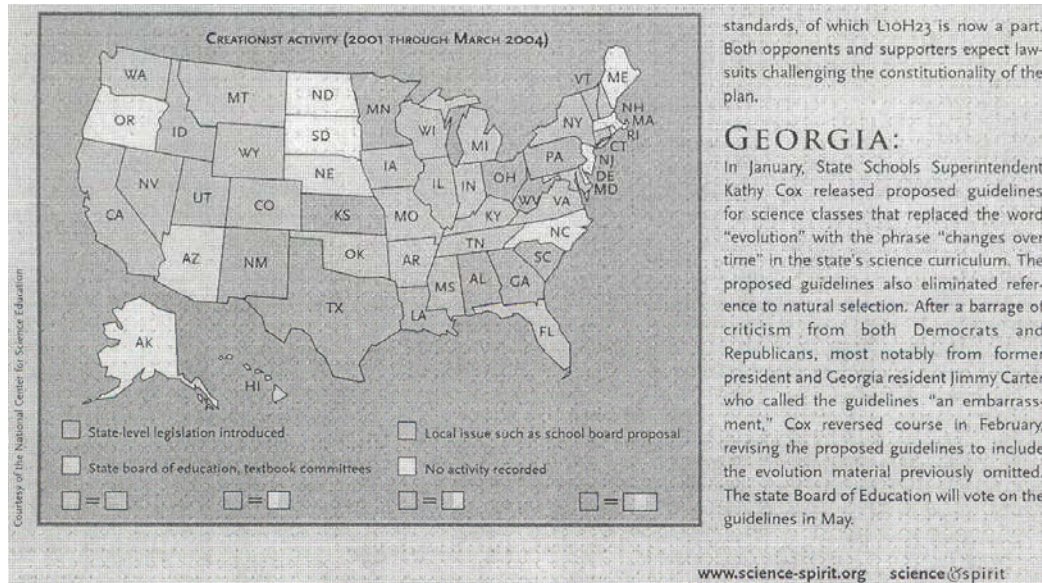 CREATIONIST ACTIVITY (2001 THROUGH MARCH 2004)
WA
MT
ND
MN
VT
ME
OR
ID
SD
WI
MI
NY
NH
MA
RI
CT
WY
IA
PA
NJ
NE
OH
DE
MD
NV
UT
CO
IL
IN
WV
VA
CA
KS
MO
KY
NC
AZ
NM
OK
AR
TN
SC
MS
AL
GA
TX
LA
FL
AK
HI
State-level legislation introduced
Local issue such as school board proposal
State board of education, textbook committees
No activity recorded
=
=
=
=
Courtesy of the National Center for Science Education
standards, of which L10H23 is now a part.
Both opponents and supporters expect law-
suits challenging the constitutionality of the
plan.
GEORGIA:
In January, State Schools Superintendent
Kathy Cox released proposed guidelines
for science classes that replaced the word
"evolution" with the phrase "changes over
time" in the state's science curriculum. The
proposed guidelines also eliminated refer-
ence to natural selection. After a barrage of
criticism from both Democrats and
Republicans, most notably from former
president and Georgia resident Jimmy Carter
who called the guidelines "an embarrass-
ment," Cox reversed course in February,
revising the proposed guidelines to include
the evolution material previously omitted.
The state Board of Education will vote on the
guidelines in May.
www.science-spirit.org science&spirit